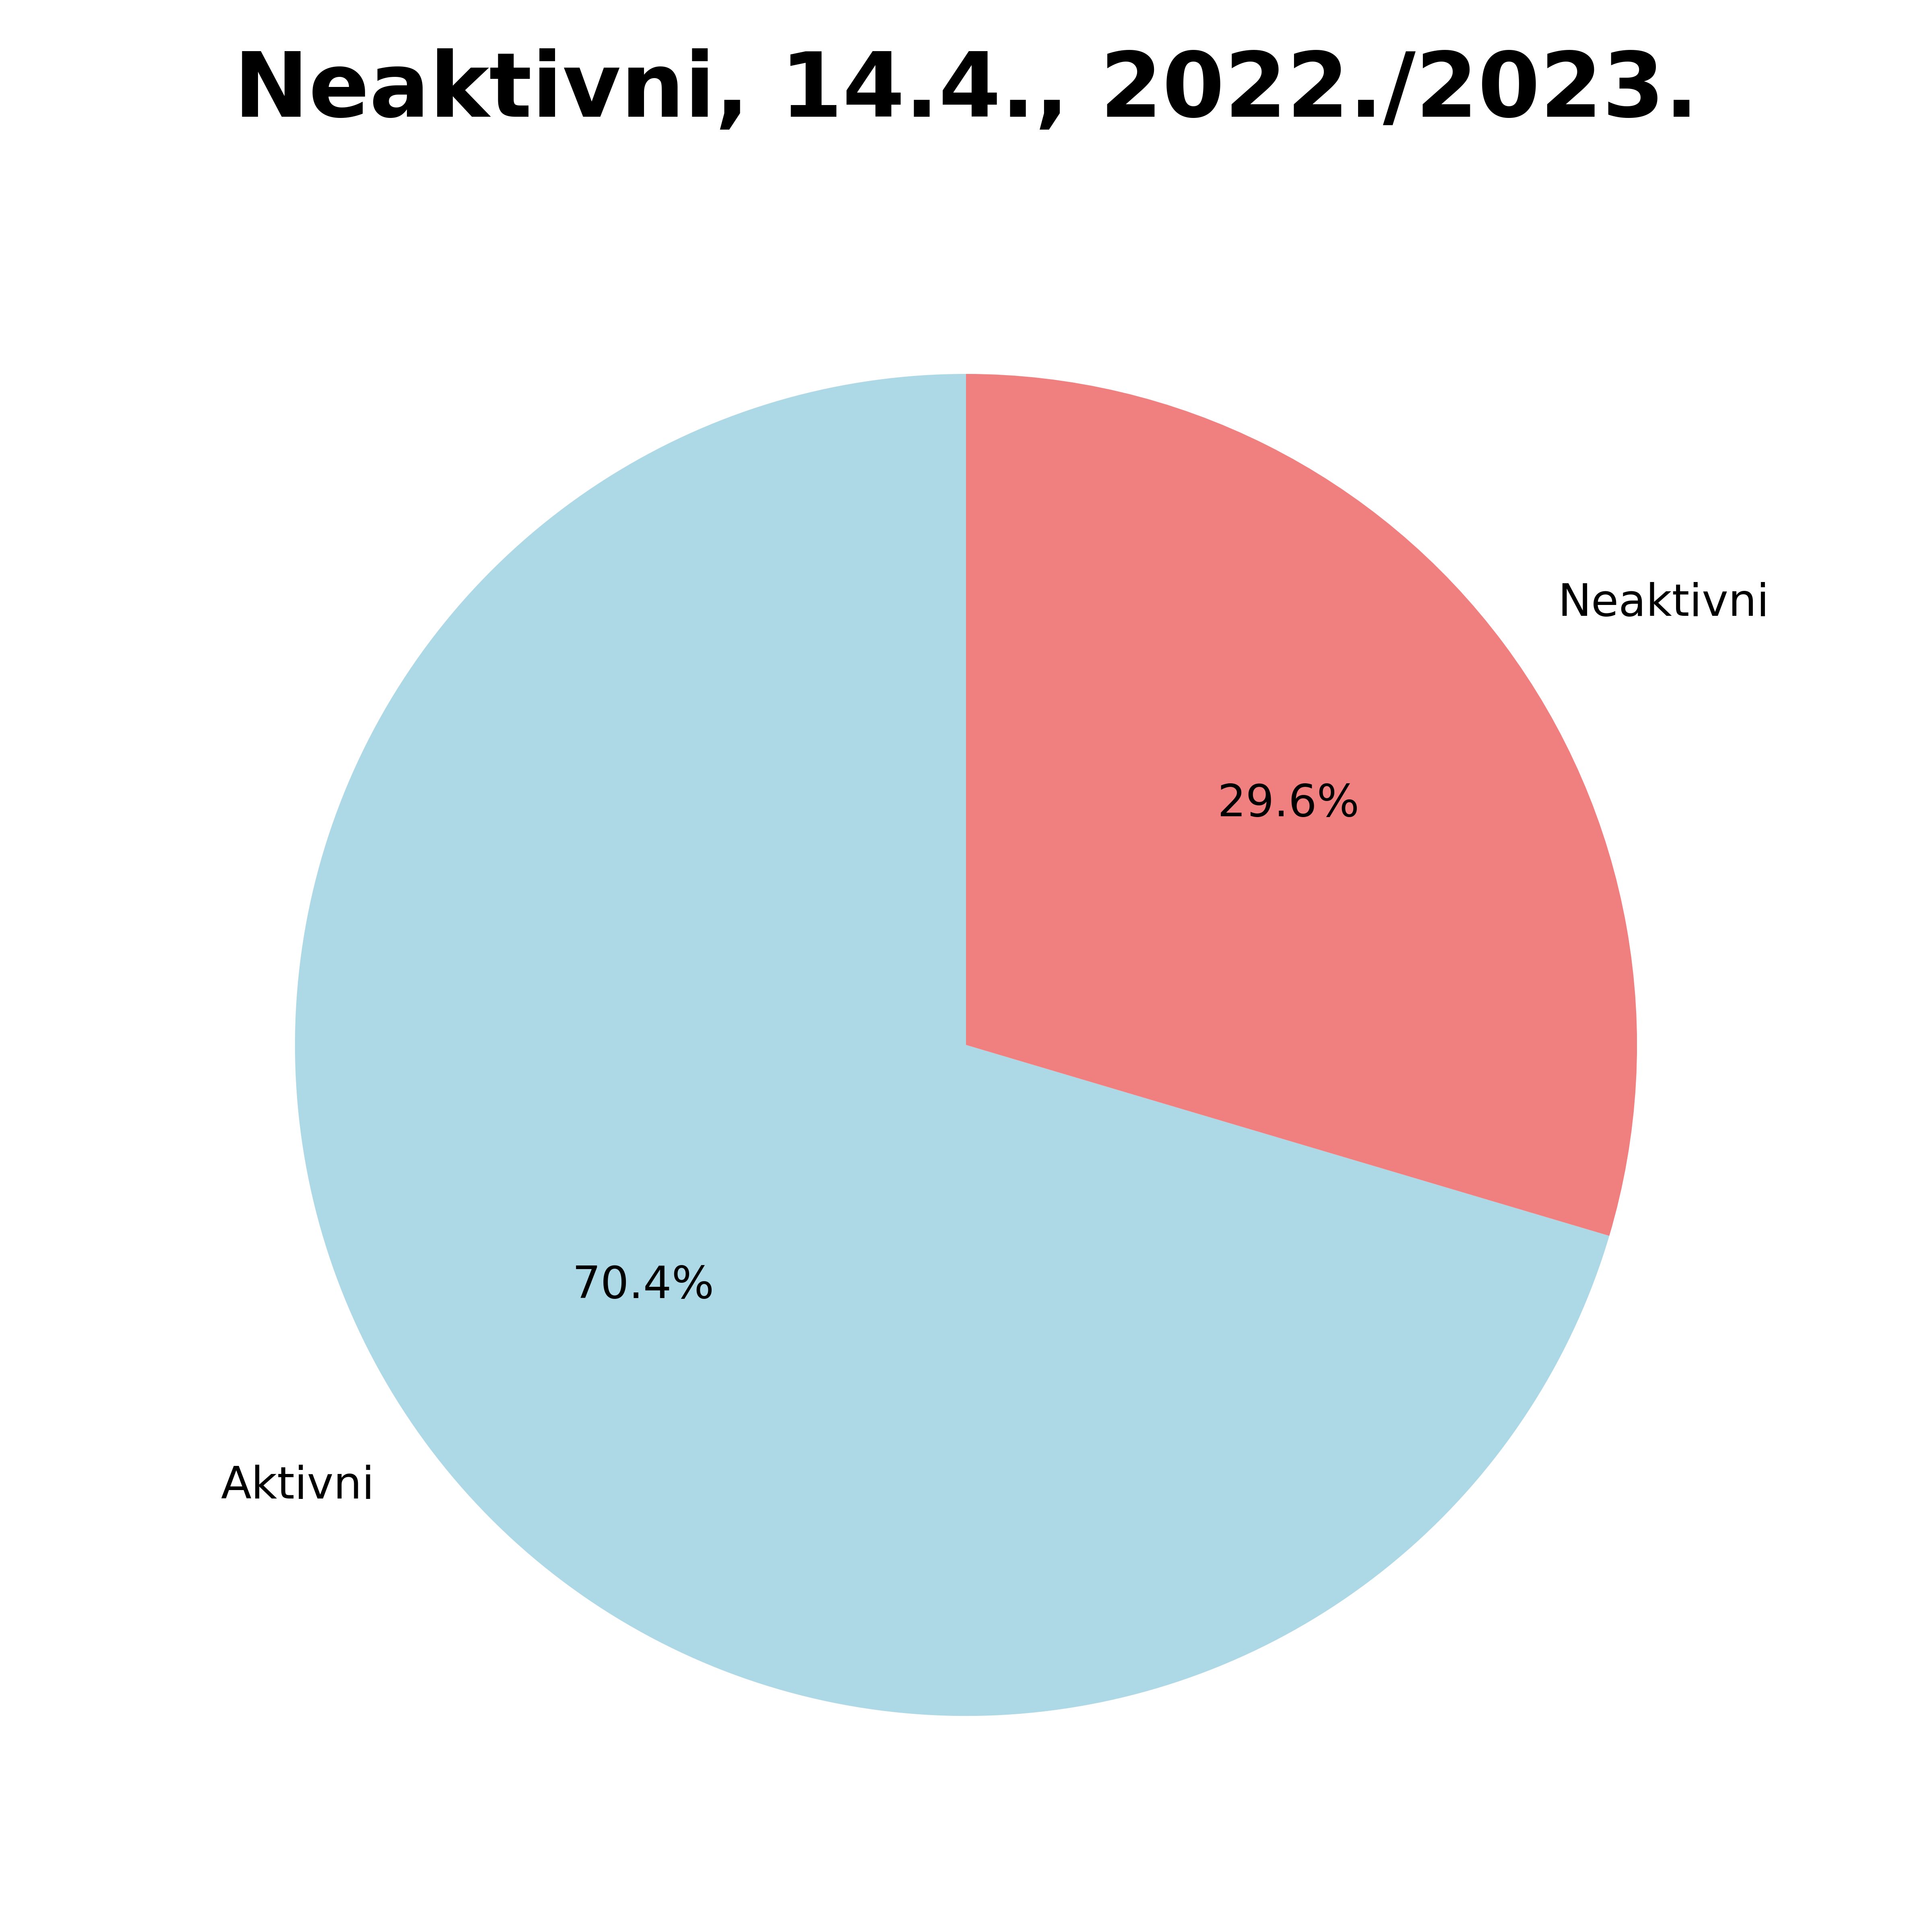 Neaktivni, 14.4., 2022./2023.
Neaktivni
29.6%
70.4%
Aktivni